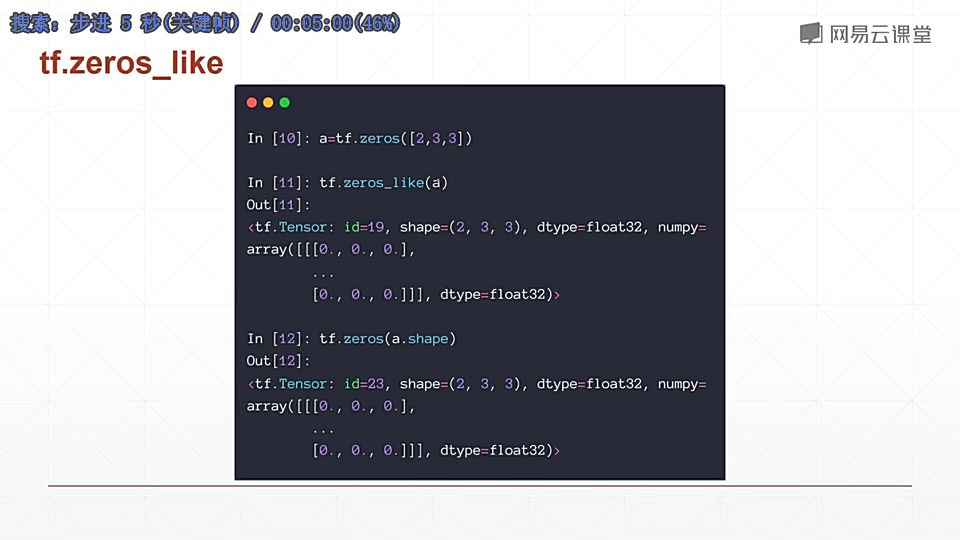 搜索: 步进 5 秒(关键帧) / 00:05:00(46%)
网易云课堂
tf.zeros_like
In [10]: a=tf.zeros([2,3,3])
In [11]: tf.zeros_like(a)
Out[11]:
<tf.Tensor: id=19, shape=(2, 3, 3), dtype=float32, numpy=
array([[[0., 0., 0.],
...
[0., 0., 0.]]], dtype=float32)>
In [12]: tf.zeros(a.shape)
Out[12]:
<tf.Tensor: id=23, shape=(2, 3, 3), dtype=float32, numpy=
array([[[0., 0., 0.],
...
[0., 0., 0.]]], dtype=float32)>